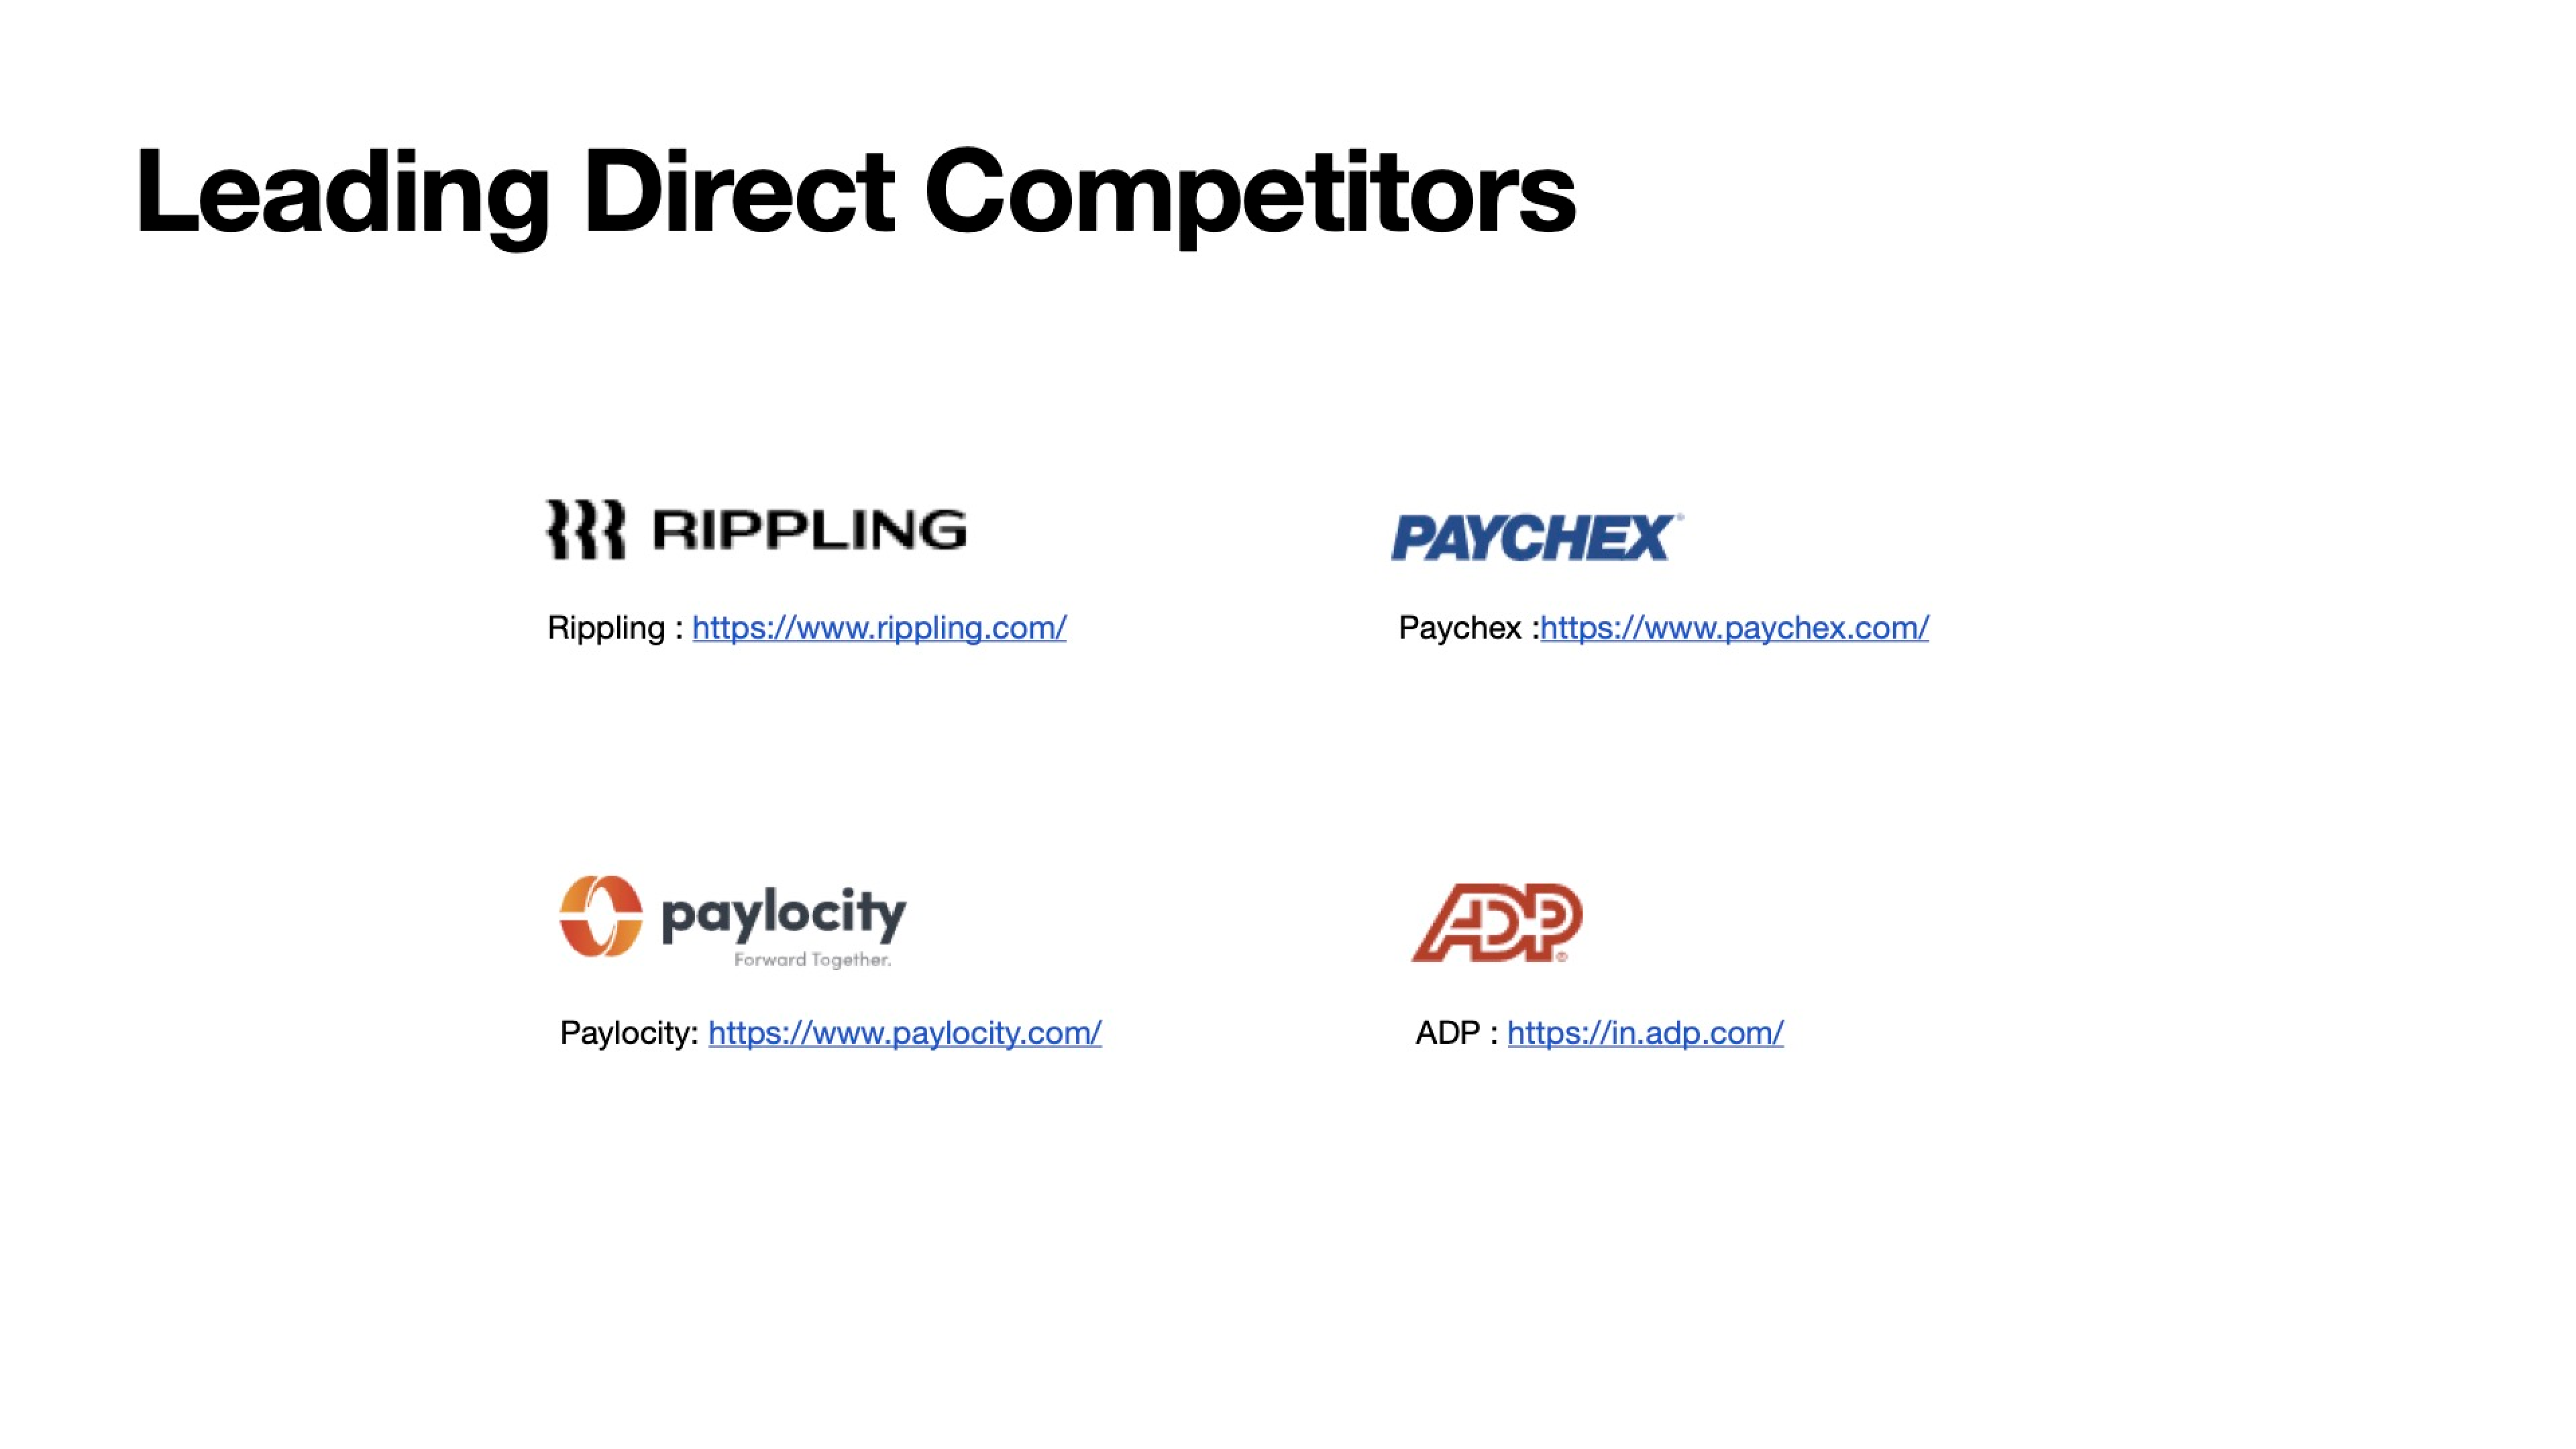 Leading Direct Competitors
RIPPLING
PAYCHEX®
Rippling : https://www.rippling.com/
Paychex :https://www.paychex.com/
paylocity
Forward Together.
ADP®
Paylocity: https://www.paylocity.com/
ADP : https://in.adp.com/